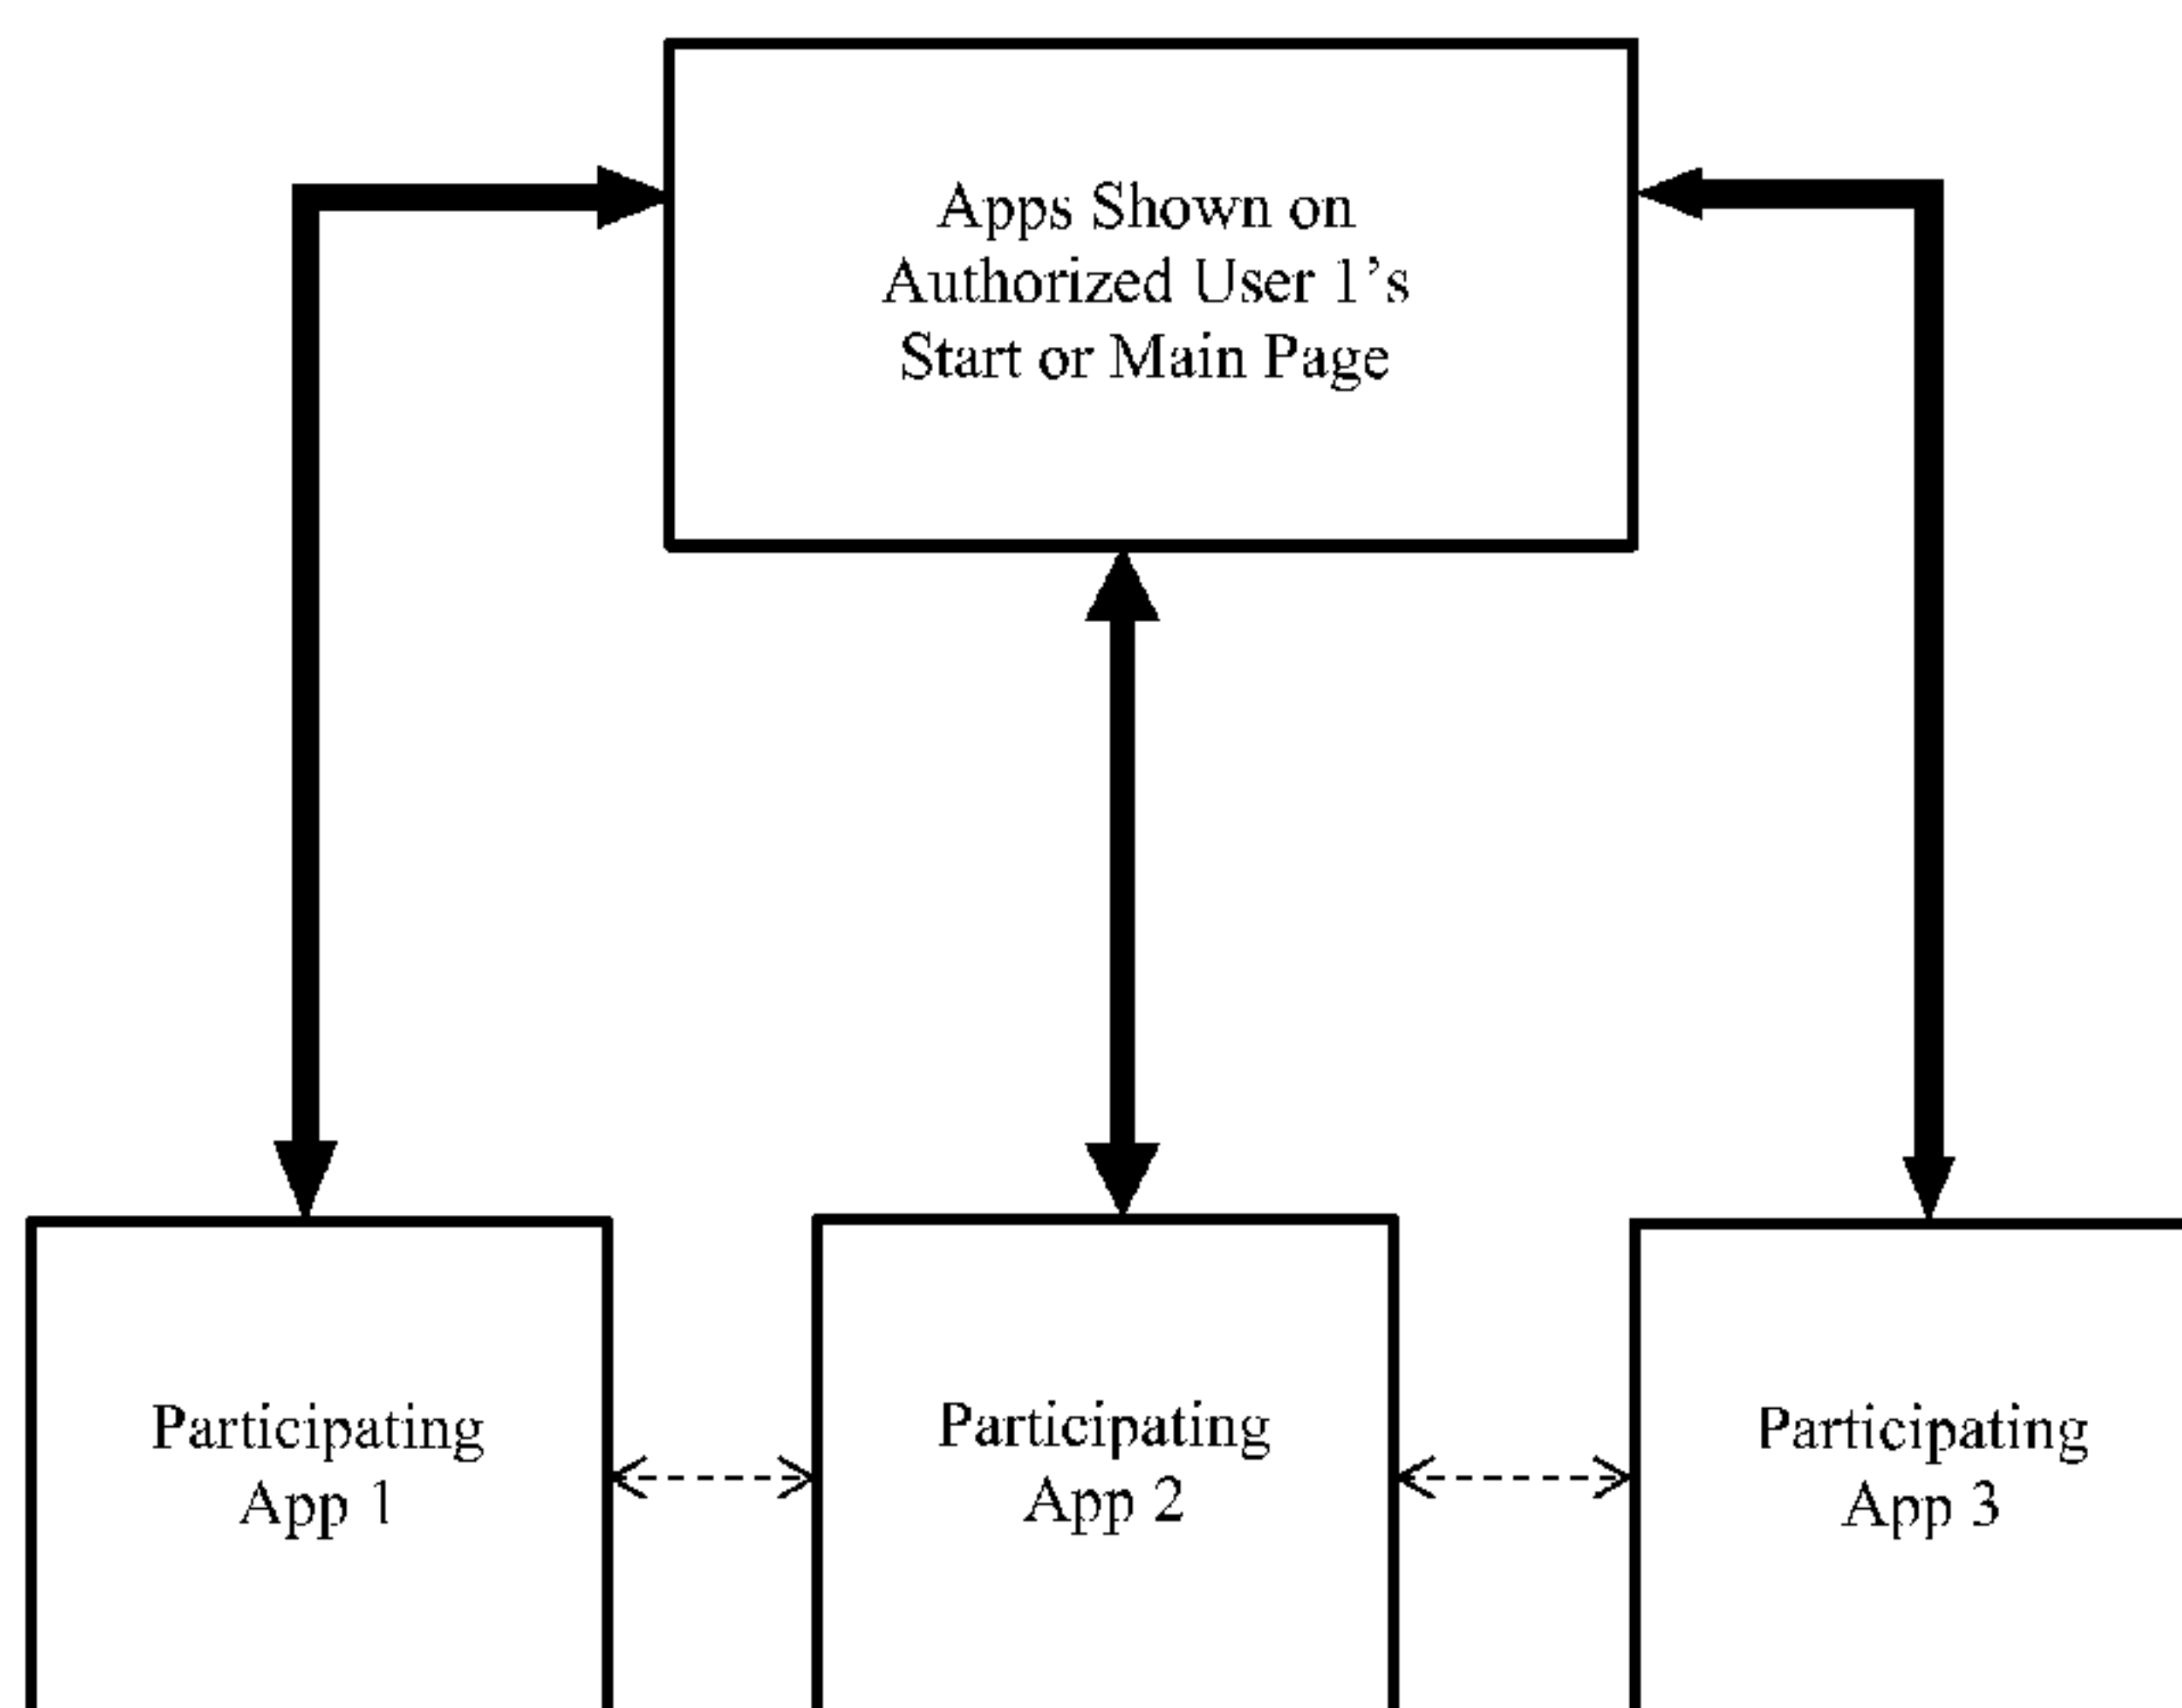 Apps Shown on
Authorized User 1’s
Start or Main Page
Participating
App 1
Participating
App 2
Participating
App 3